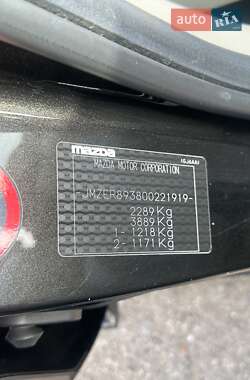 AUTO.RIA
mazda
MAZDA MOTOR CORPORATION
-JMZER893800221919-
2289Kg
3889Kg
1- 1218Kg
2- 1171Kg